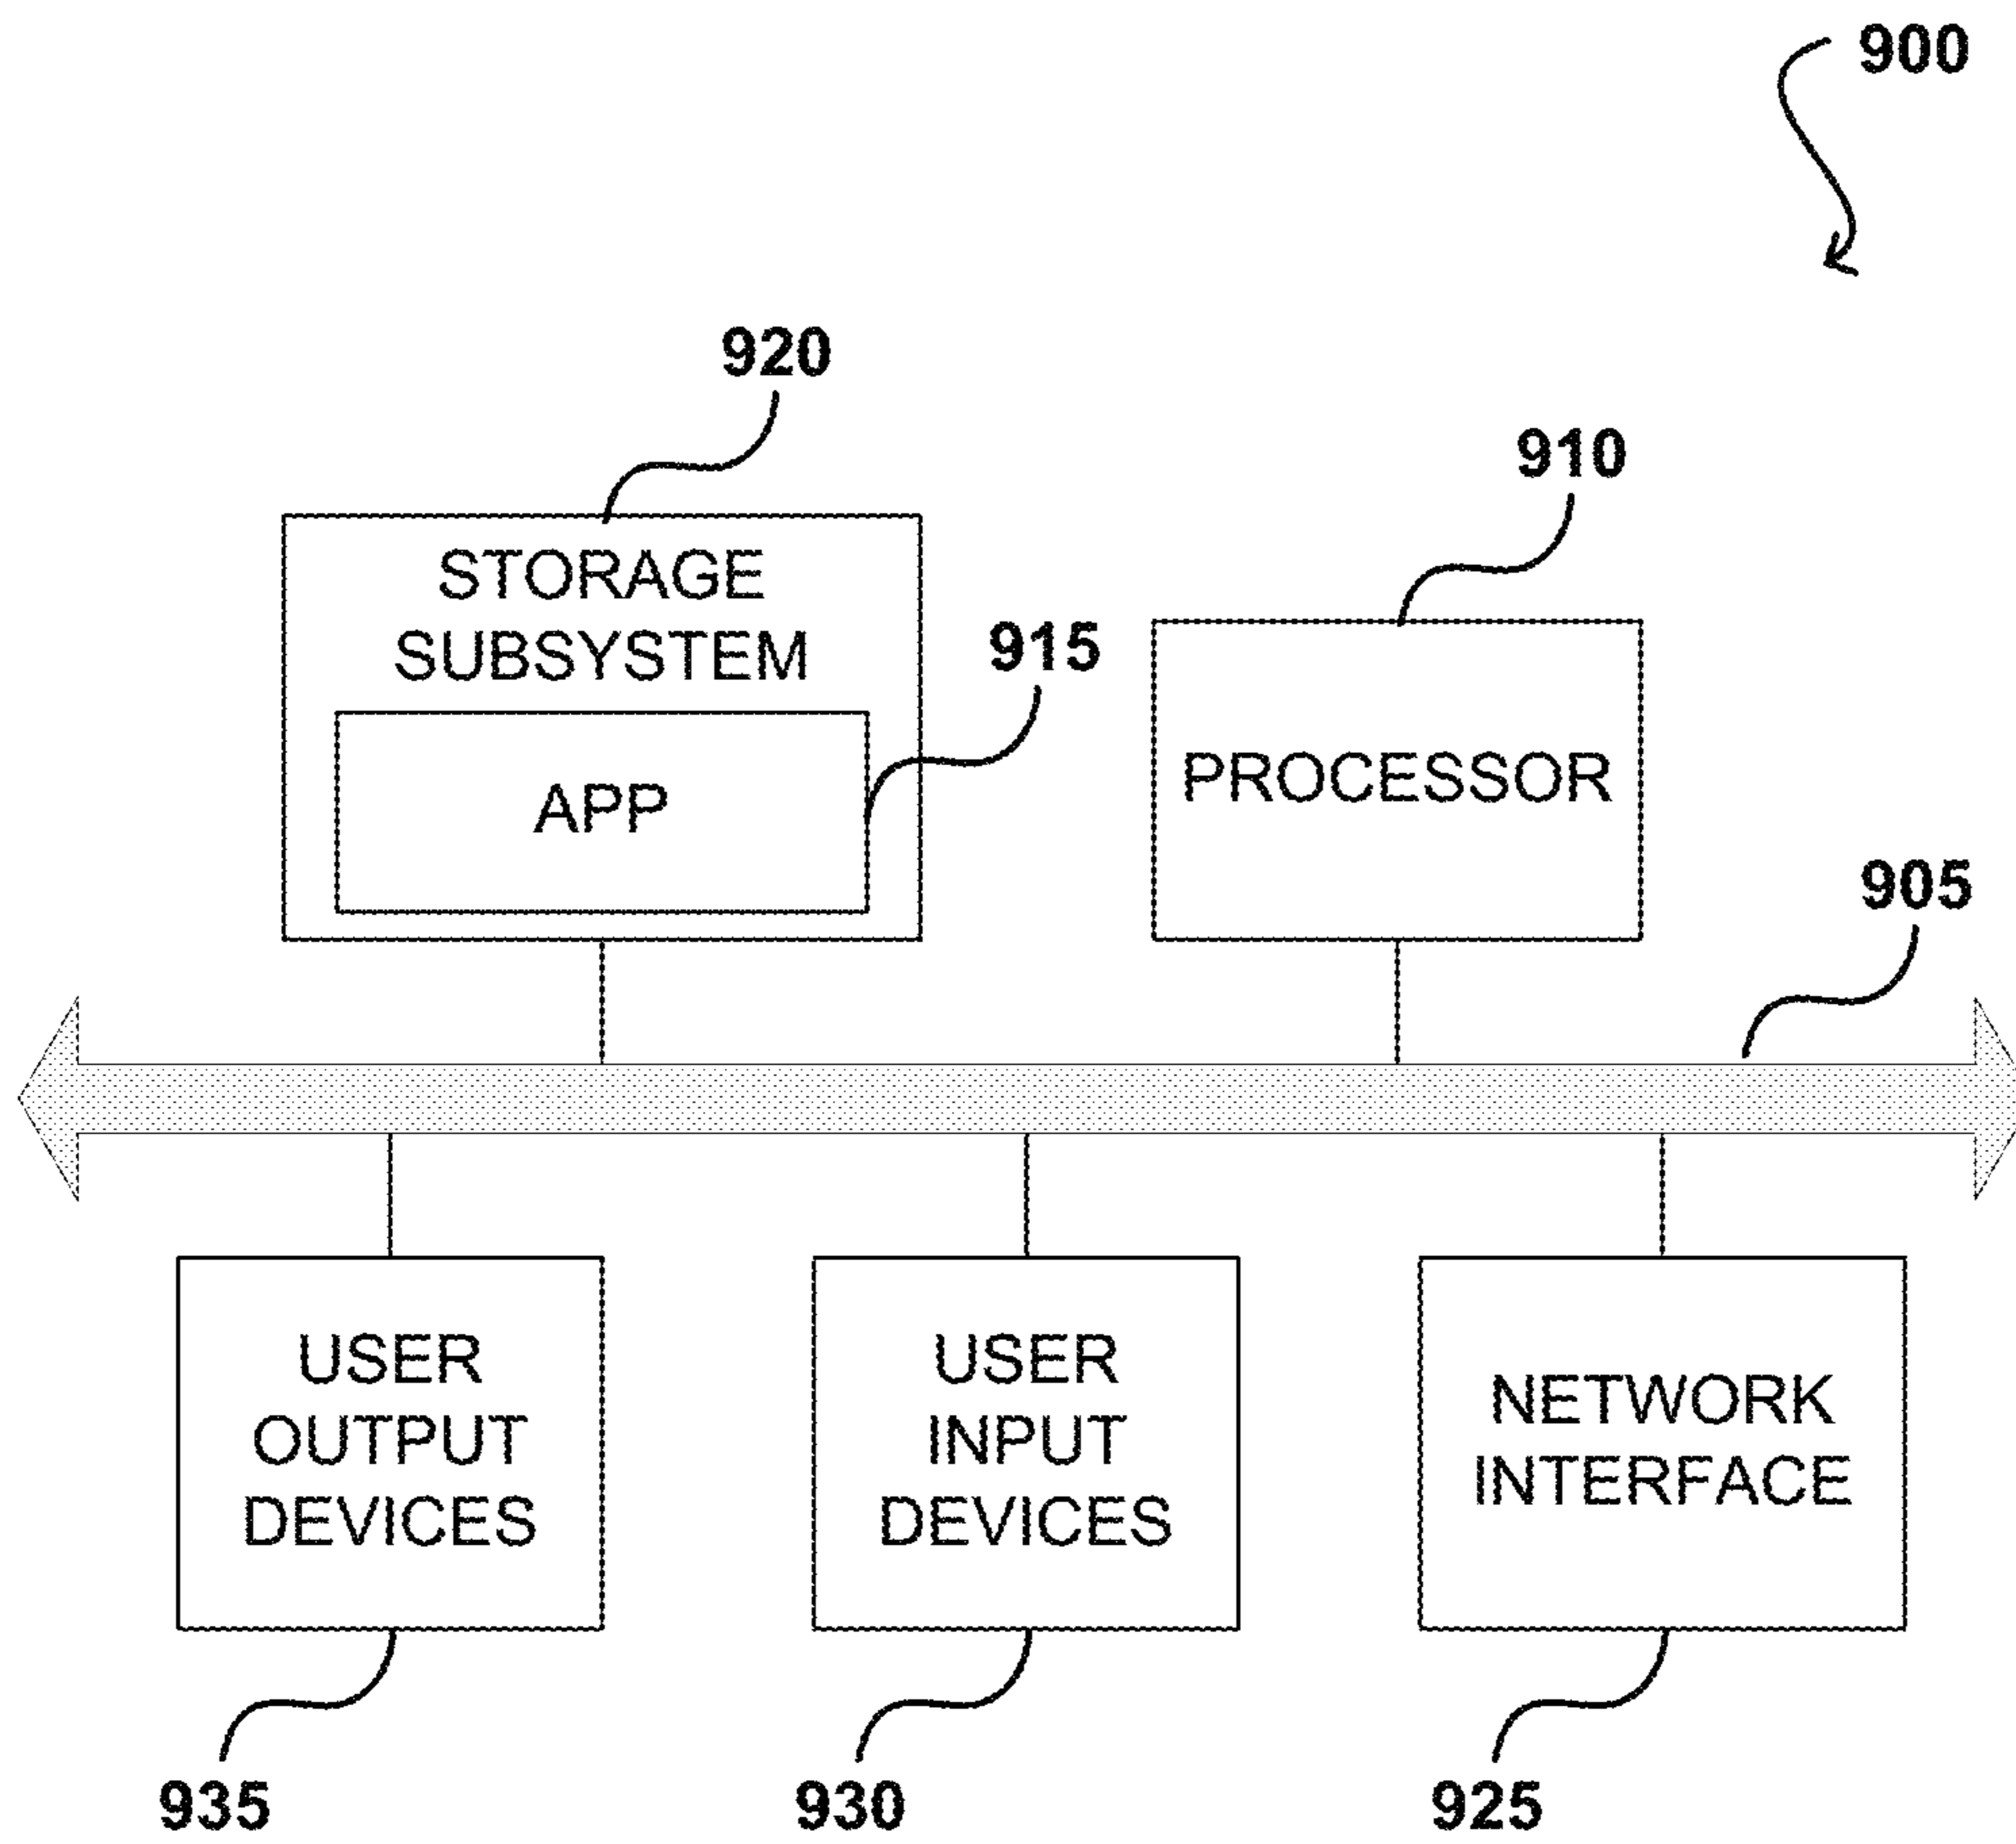 900
920
910
STORAGE
SUBSYSTEM
915
APP
PROCESSOR
905
USER
OUTPUT
DEVICES
USER
INPUT
DEVICES
NETWORK
INTERFACE
935
930
925